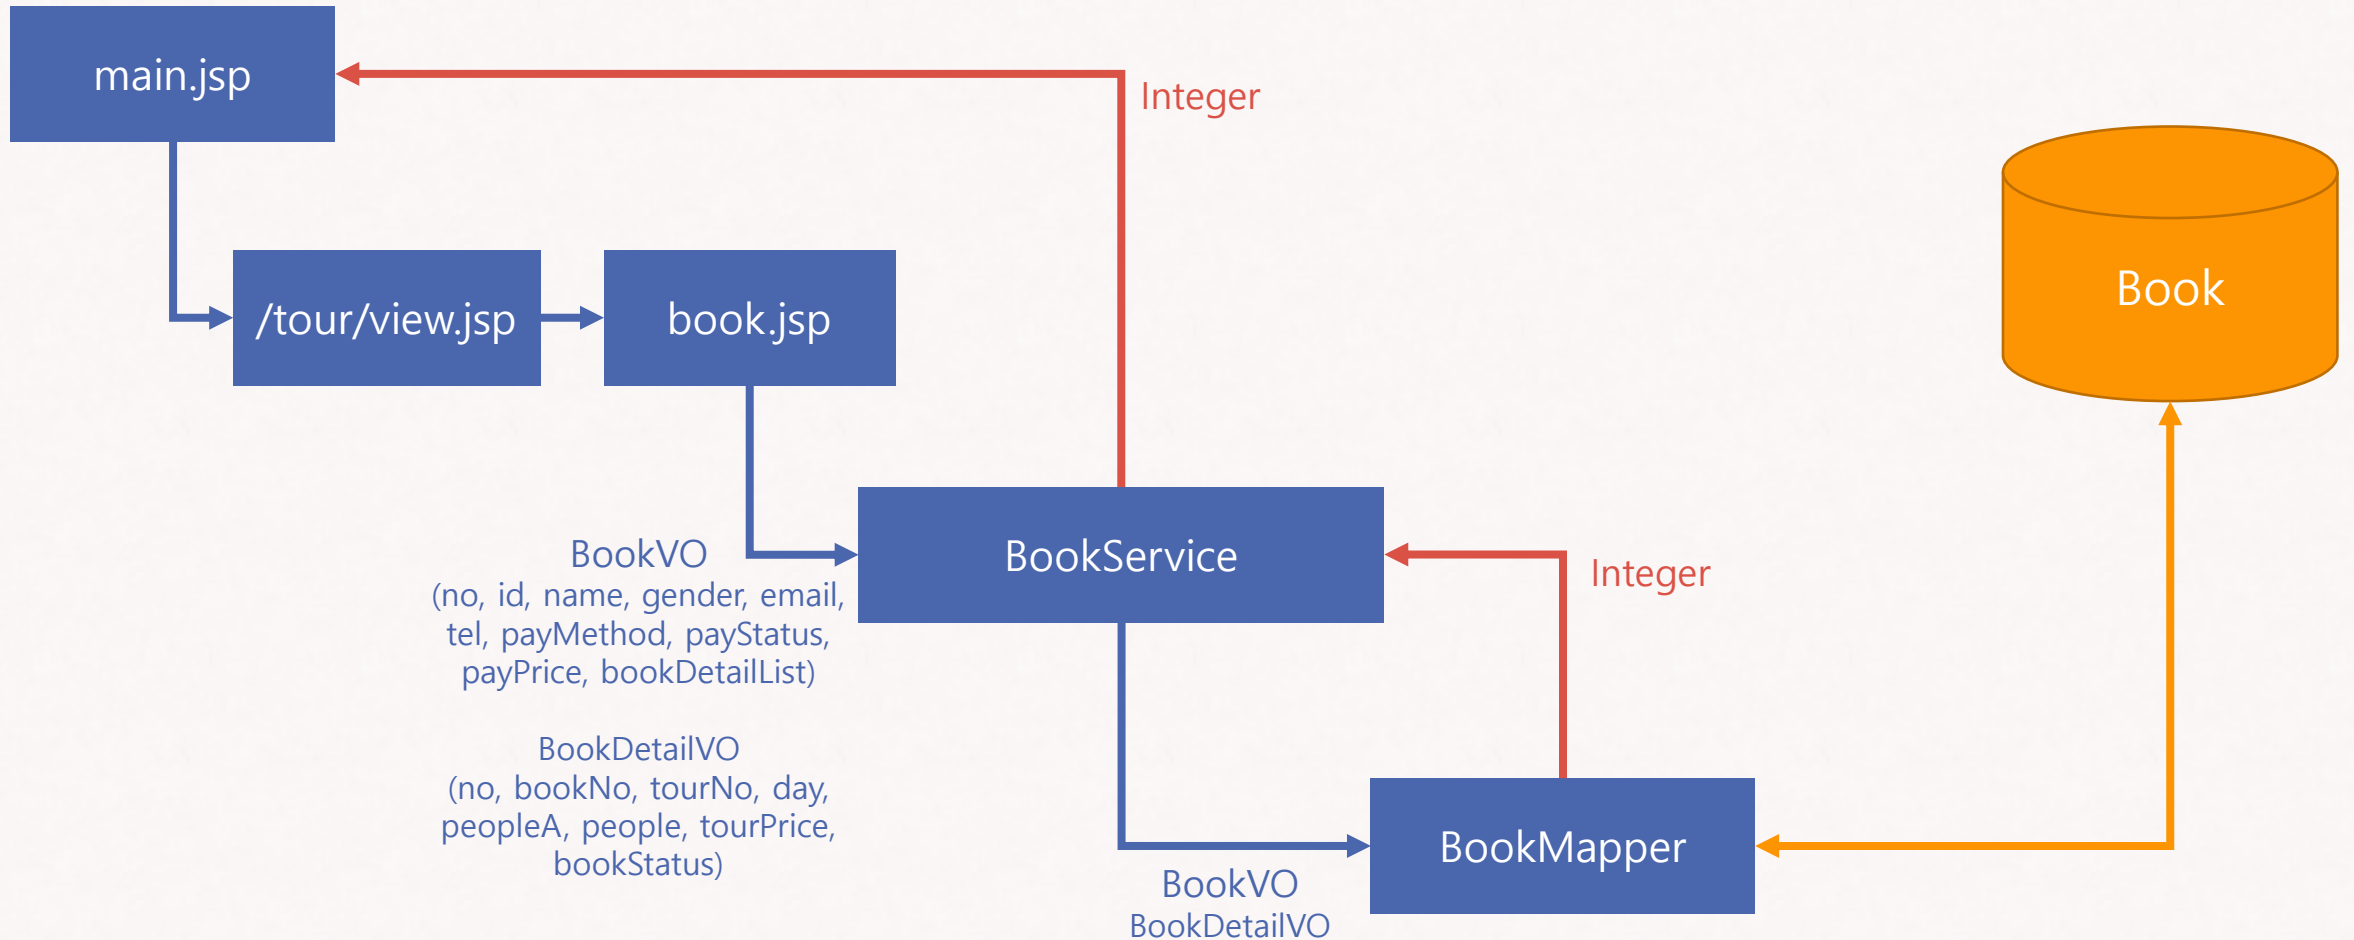 main.jsp
Integer
/tour/view.jsp
book.jsp
Book
BookVO
(no, id, name, gender, email,
tel, payMethod, payStatus,
payPrice, bookDetailList)
BookService
Integer
BookDetailVO
(no, bookNo, tourNo, day,
peopleA, people, tourPrice,
bookStatus)
BookMapper
BookVO
BookDetailVO